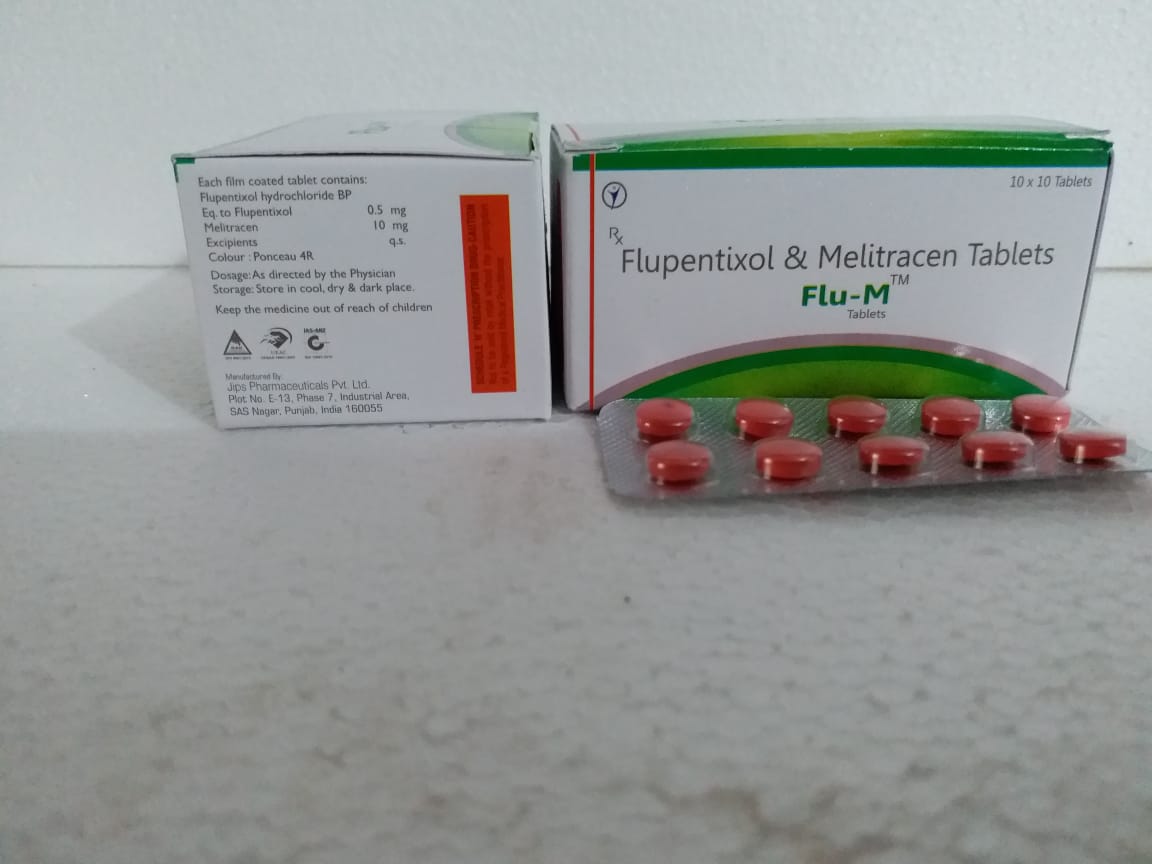 Each film coated tablet contains:
Flupentixol hydrochloride BP
Eq. to Flupentixol 0.5 mg
Melitracen 10 mg
Excipients q.s.
Colour : Ponceau 4R
Dosage: As directed by the Physician
Storage: Store in cool, dry & dark place.
Keep the medicine out of reach of children
JAS-ANZ
Manufactured By:
Jips Pharmaceuticals Pvt. Ltd.
Plot No. E-13, Phase 7, Industrial Area,
SAS Nagar, Punjab, India 160055
10 x 10 Tablets
Rx
Flupentixol & Melitracen Tablets
Flu-M™
Tablets